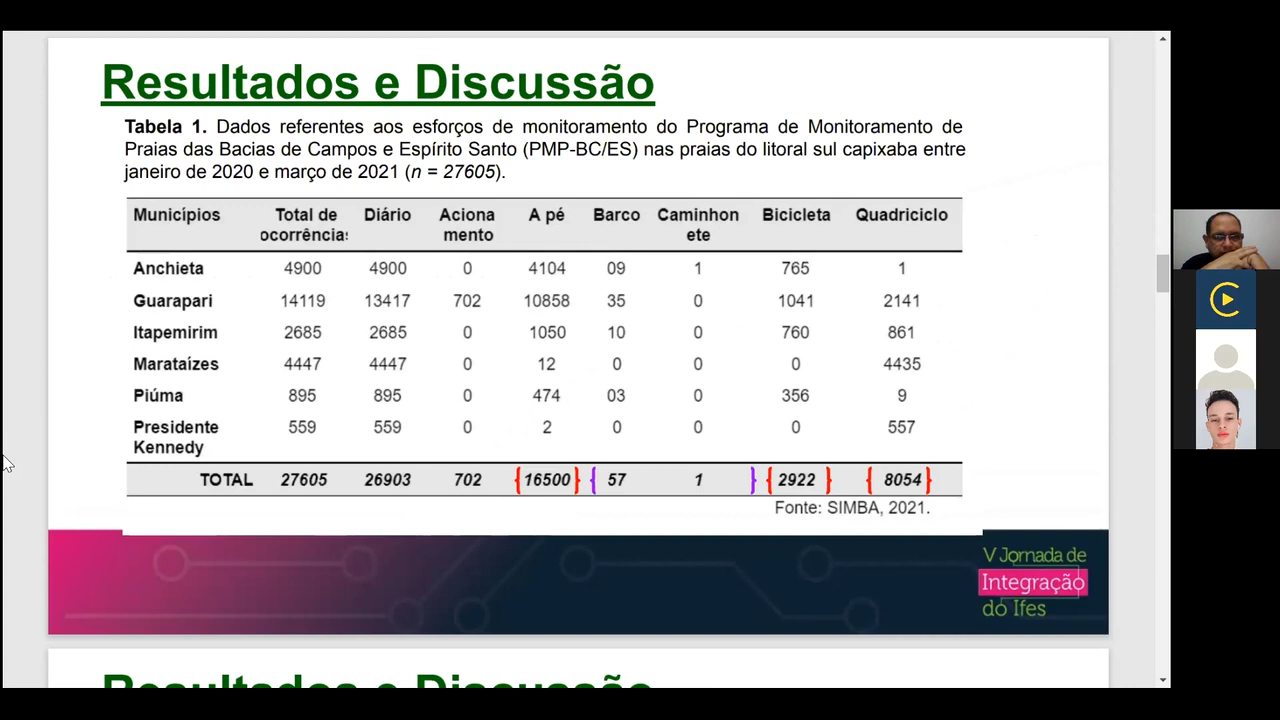 Resultados e Discussão
Tabela 1. Dados referentes aos esforços de monitoramento do Programa de Monitoramento de
Praias das Bacias de Campos e Espírito Santo (PMP-BC/ES) nas praias do litoral sul capixaba entre
janeiro de 2020 e março de 2021 (n = 27605).
Municípios Total de Diário Aciona A pé Barco Caminhon Bicicleta Quadriciclo
ocorrências mento ete
Anchieta 4900 4900 0 4104 09 1 765 1
Guarapari 14119 13417 702 10858 35 0 1041 2141
Itapemirim 2685 2685 0 1050 10 0 760 861
Marataízes 4447 4447 0 12 0 0 0 4435
Piúma 895 895 0 474 03 0 356 9
Presidente 559 559 0 2 0 0 0 557
Kennedy
TOTAL 27605 26903 702 {16500} { 57 1 } { 2922 } { 8054 }
Fonte: SIMBA, 2021.
V Jornada de
Integração
do Ifes
Resultados e Discussão